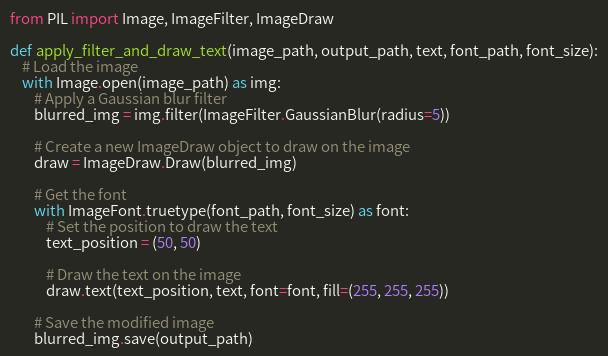 from PIL import Image, ImageFilter, ImageDraw

def apply_filter_and_draw_text(image_path, output_path, text, font_path, font_size):
    # Load the image
    with Image.open(image_path) as img:
        # Apply a Gaussian blur filter
        blurred_img = img.filter(ImageFilter.GaussianBlur(radius=5))

        # Create a new ImageDraw object to draw on the image
        draw = ImageDraw.Draw(blurred_img)

        # Get the font
        with ImageFont.truetype(font_path, font_size) as font:
            # Set the position to draw the text
            text_position = (50, 50)

            # Draw the text on the image
            draw.text(text_position, text, font=font, fill=(255, 255, 255))

        # Save the modified image
        blurred_img.save(output_path)